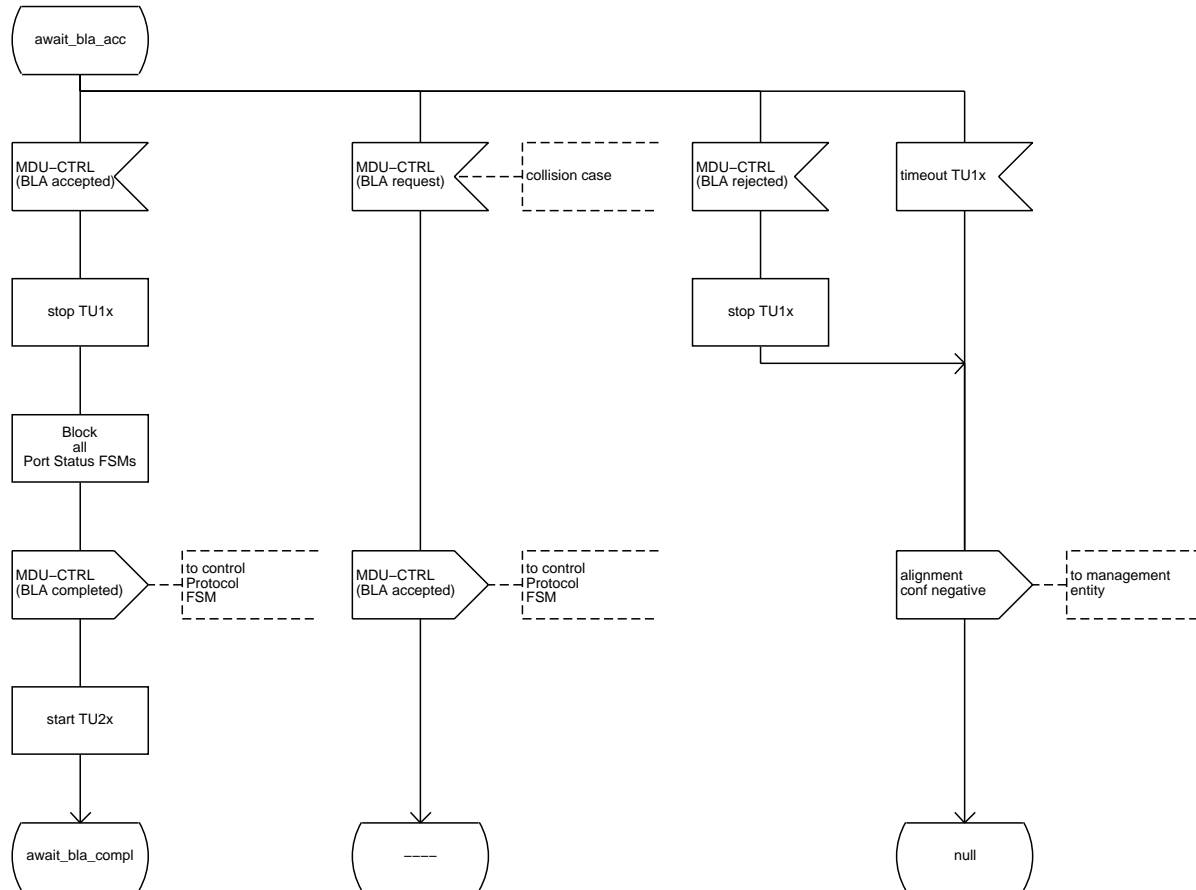 await_bla_acc
MDU−CTRL
(BLA accepted)
MDU−CTRL
(BLA request)
collision case
MDU−CTRL
(BLA rejected)
timeout TU1x
stop TU1x
stop TU1x
Block
all
Port Status FSMs
MDU−CTRL
(BLA completed)
to control
Protocol
FSM
MDU−CTRL
(BLA accepted)
to control
Protocol
FSM
alignment
conf negative
to management
entity
start TU2x
await_bla_compl
−−−−
null